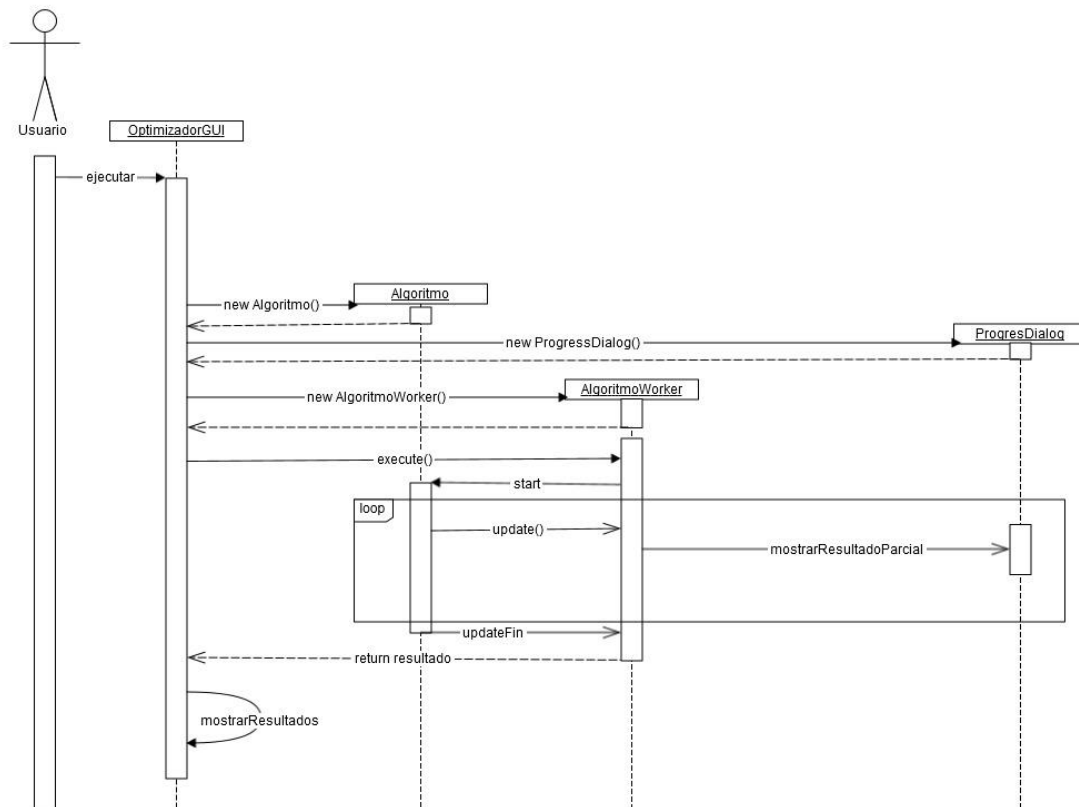 Usuario
OptimizadorGUI
ejecutar
Algoritmo
new Algoritmo()
ProgresDialog
new ProgressDialog()
AlgoritmoWorker
new AlgoritmoWorker()
execute()
start
loop
update()
mostrarResultadoParcial
updateFin
return resultado
mostrarResultados